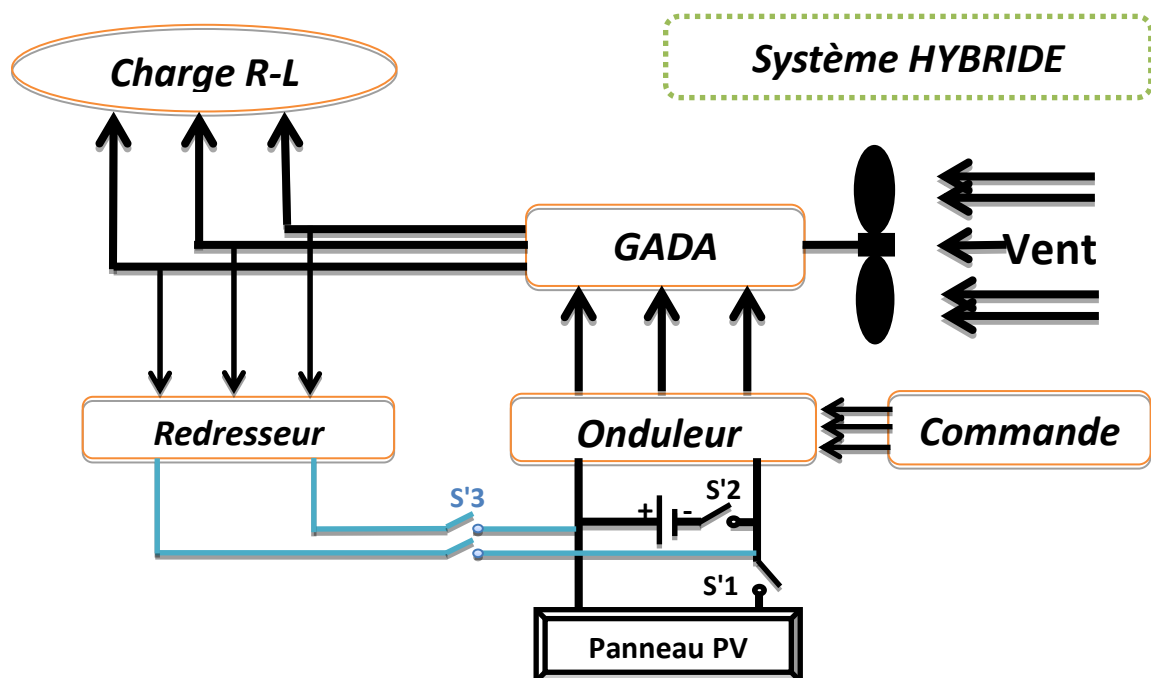 Système HYBRIDE
Charge R-L
GADA
Vent
Redresseur
Onduleur
Commande
S'3
+
-
S'2
S'1
Panneau PV